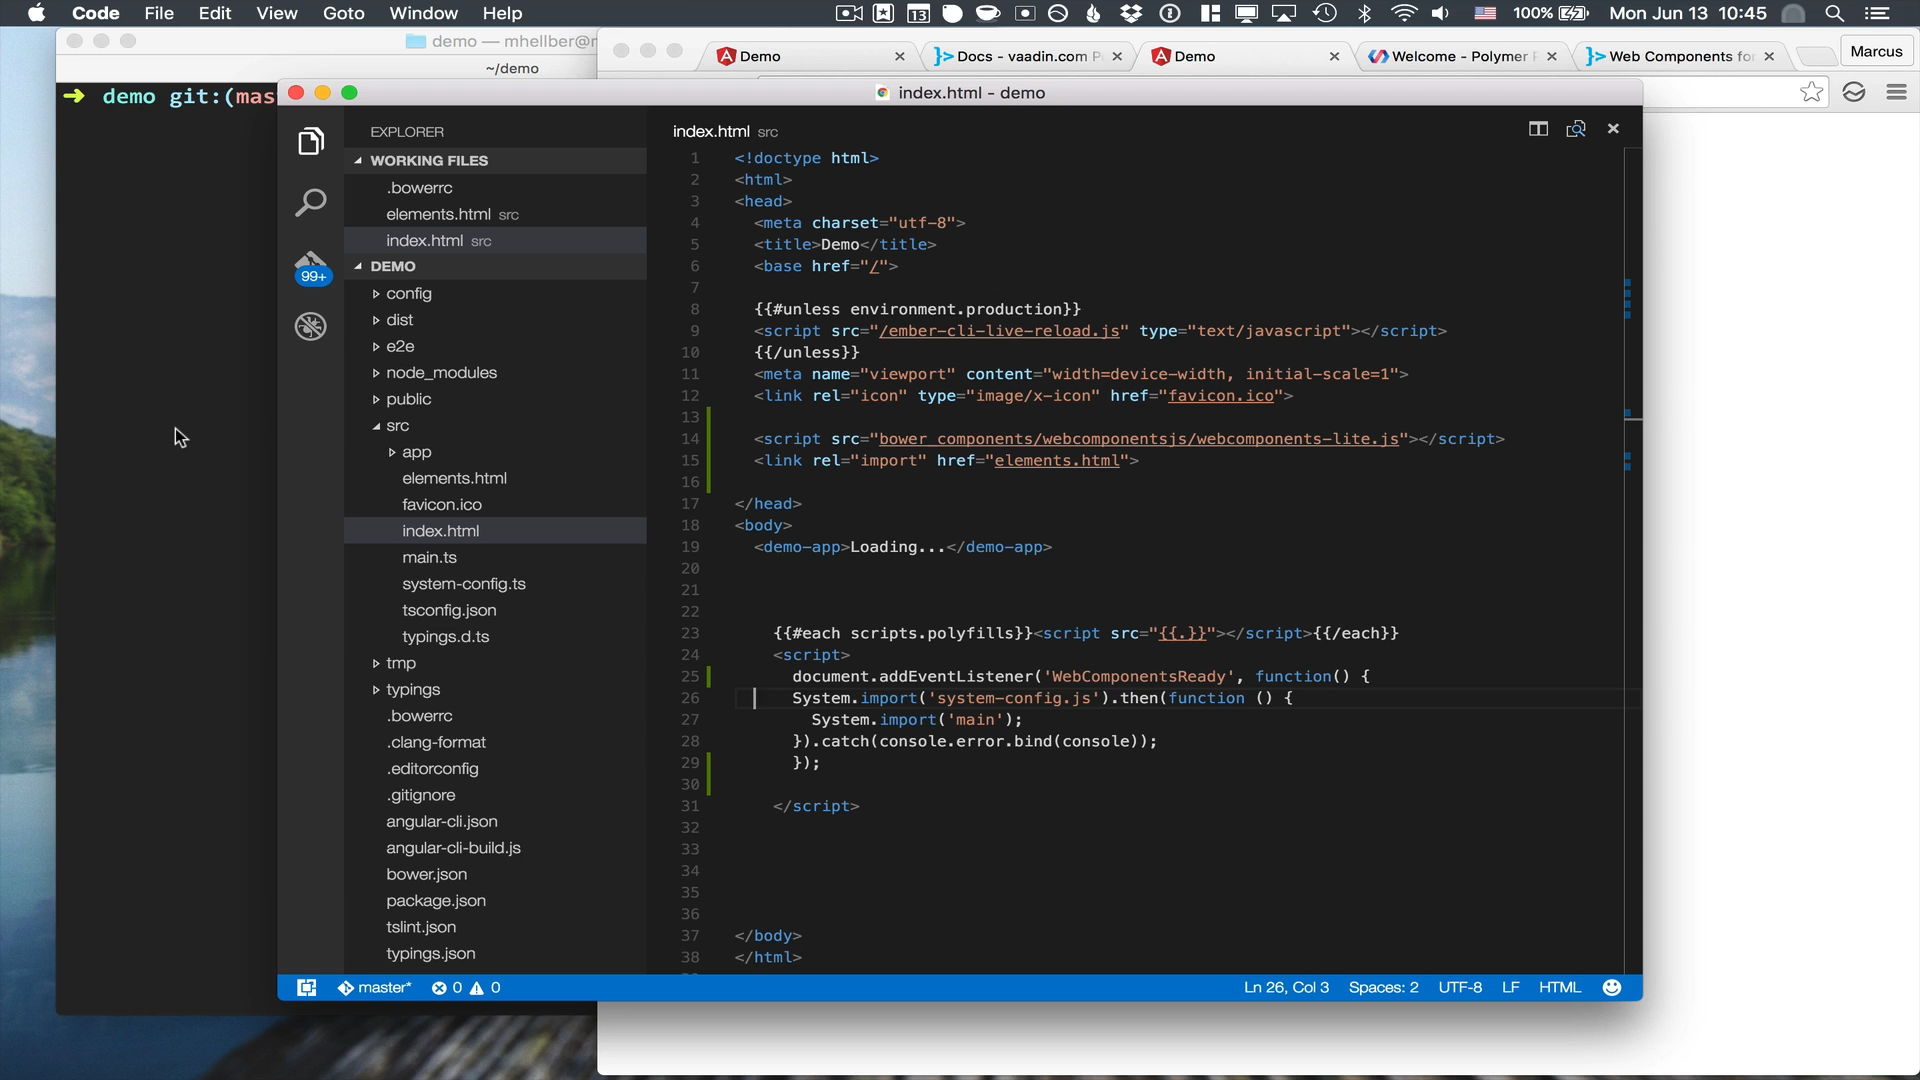 Code File Edit View Goto Window Help
13
100%
Mon Jun 13 10:45
demo — mhellber@m
~/demo
Demo
Docs - vaadin.com
Demo
Welcome - Polymer
Web Components for
Marcus
➜ demo git:(mas
index.html - demo
EXPLORER
WORKING FILES
.bowerrc
elements.html src
index.html src
DEMO
config
dist
e2e
node_modules
public
src
app
elements.html
favicon.ico
index.html
main.ts
system-config.ts
tsconfig.json
typings.d.ts
tmp
typings
.bowerrc
.clang-format
.editorconfig
.gitignore
angular-cli.json
angular-cli-build.js
bower.json
package.json
tslint.json
typings.json
99+
index.html src
1 <!doctype html>
2 <html>
3 <head>
4 <meta charset="utf-8">
5 <title>Demo</title>
6 <base href="/">
7
8 {{#unless environment.production}}
9 <script src="/ember-cli-live-reload.js" type="text/javascript"></script>
10 {{/unless}}
11 <meta name="viewport" content="width=device-width, initial-scale=1">
12 <link rel="icon" type="image/x-icon" href="favicon.ico">
13
14 <script src="bower_components/webcomponentsjs/webcomponents-lite.js"></script>
15 <link rel="import" href="elements.html">
16
17 </head>
18 <body>
19 <demo-app>Loading...</demo-app>
20
21
22
23 {{#each scripts.polyfills}}<script src="{{.}}"></script>{{/each}}
24 <script>
25 document.addEventListener('WebComponentsReady', function() {
26 System.import('system-config.js').then(function () {
27 System.import('main');
28 }).catch(console.error.bind(console));
29 });
30
31 </script>
32
33
34
35
36
37 </body>
38 </html>
master* 0 0
Ln 26, Col 3 Spaces: 2 UTF-8 LF HTML